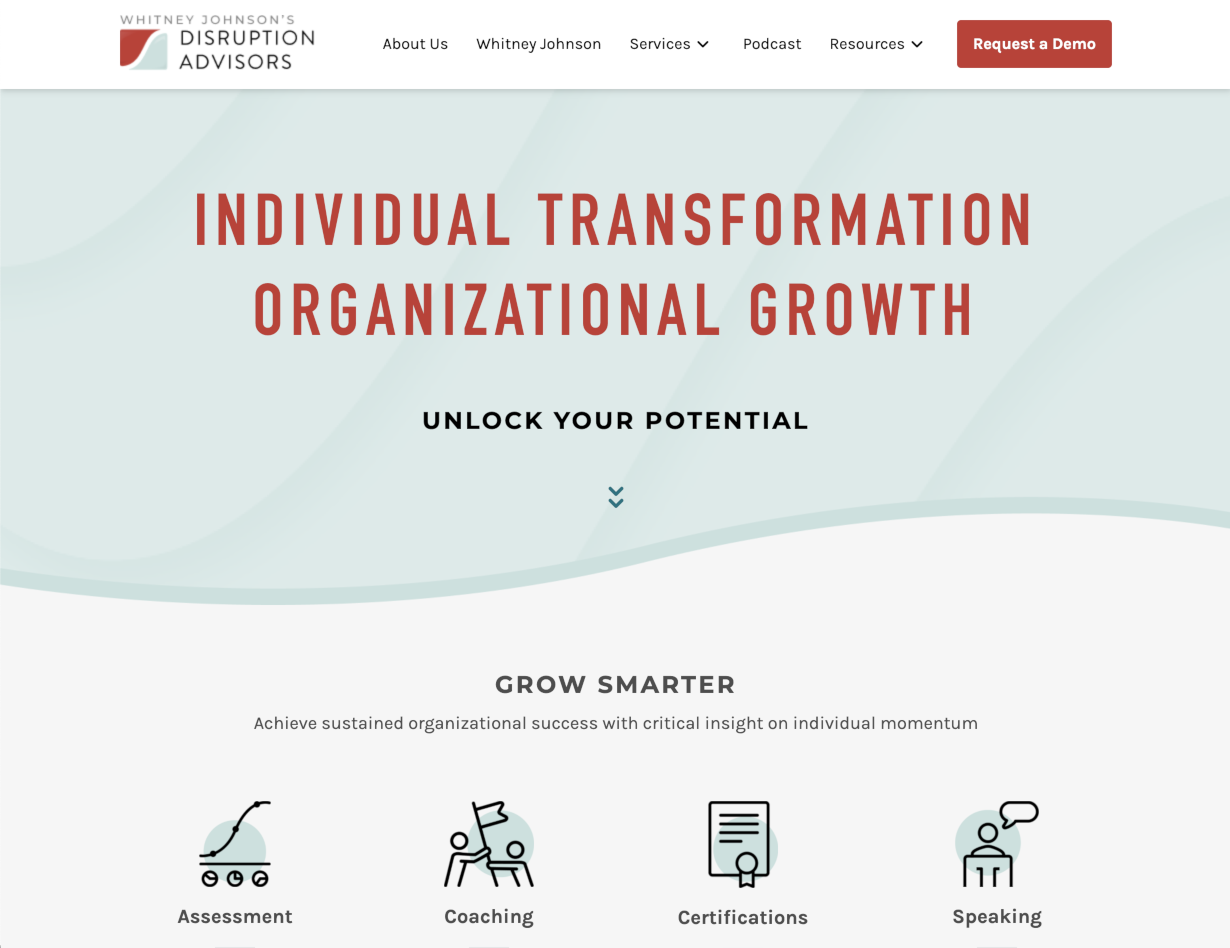 WHITNEY JOHNSON'S
DISRUPTION
ADVISORS
About Us
Whitney Johnson
Services
Podcast
Resources
Request a Demo
INDIVIDUAL TRANSFORMATION
ORGANIZATIONAL GROWTH
UNLOCK YOUR POTENTIAL
GROW SMARTER
Achieve sustained organizational success with critical insight on individual momentum
Assessment
Coaching
Certifications
Speaking